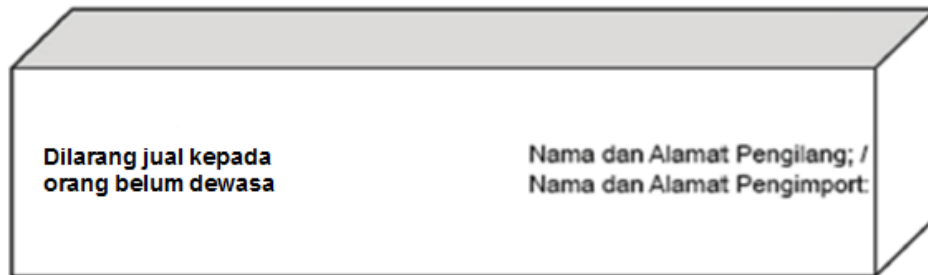 Dilarang jual kepada
orang belum dewasa
Nama dan Alamat Pengilang; /
Nama dan Alamat Pengimport: